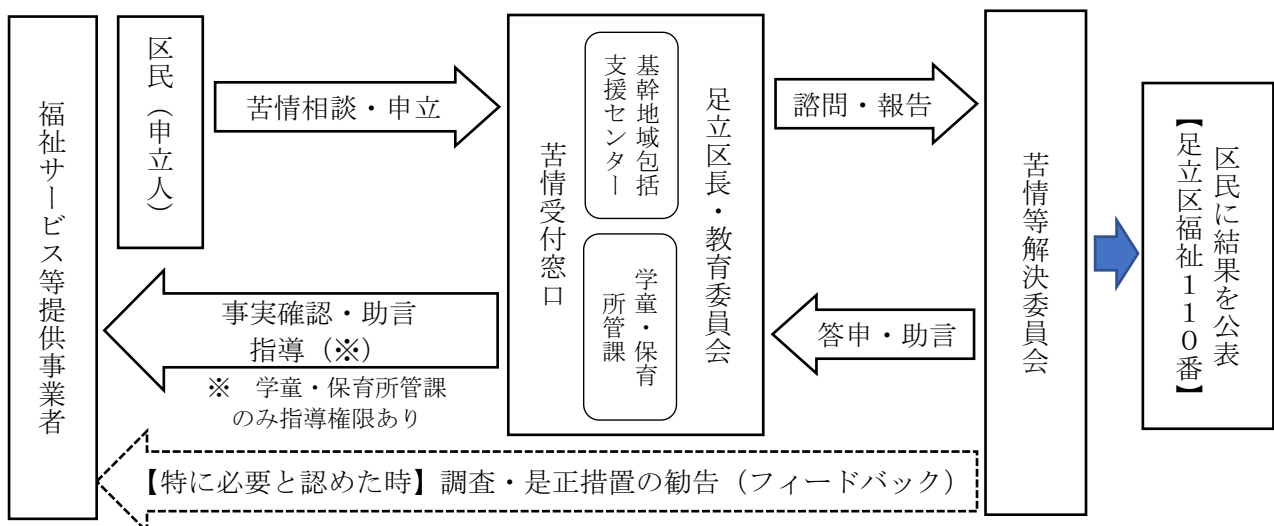 福祉サービス等提供事業者
区民（申立人）
苦情相談・申立
事実確認・助言
指導（※）
※　学童・保育所管課
のみ指導権限あり
苦情受付窓口
基幹地域包括
支援センター
学童・保育
所管課
足立区長・教育委員会
諮問・報告
答申・助言
苦情等解決委員会
区民に結果を公表
【足立区福祉１１０番】
【特に必要と認めた時】調査・是正措置の勧告（フィードバック）